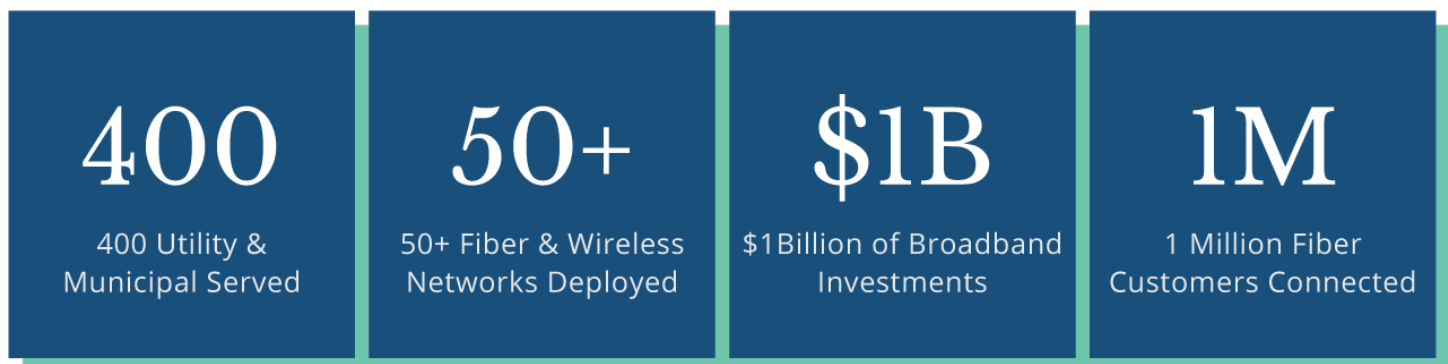 400
400 Utility &
Municipal Served
50+
50+ Fiber & Wireless
Networks Deployed
$1B
$1Billion of Broadband
Investments
1M
1 Million Fiber
Customers Connected